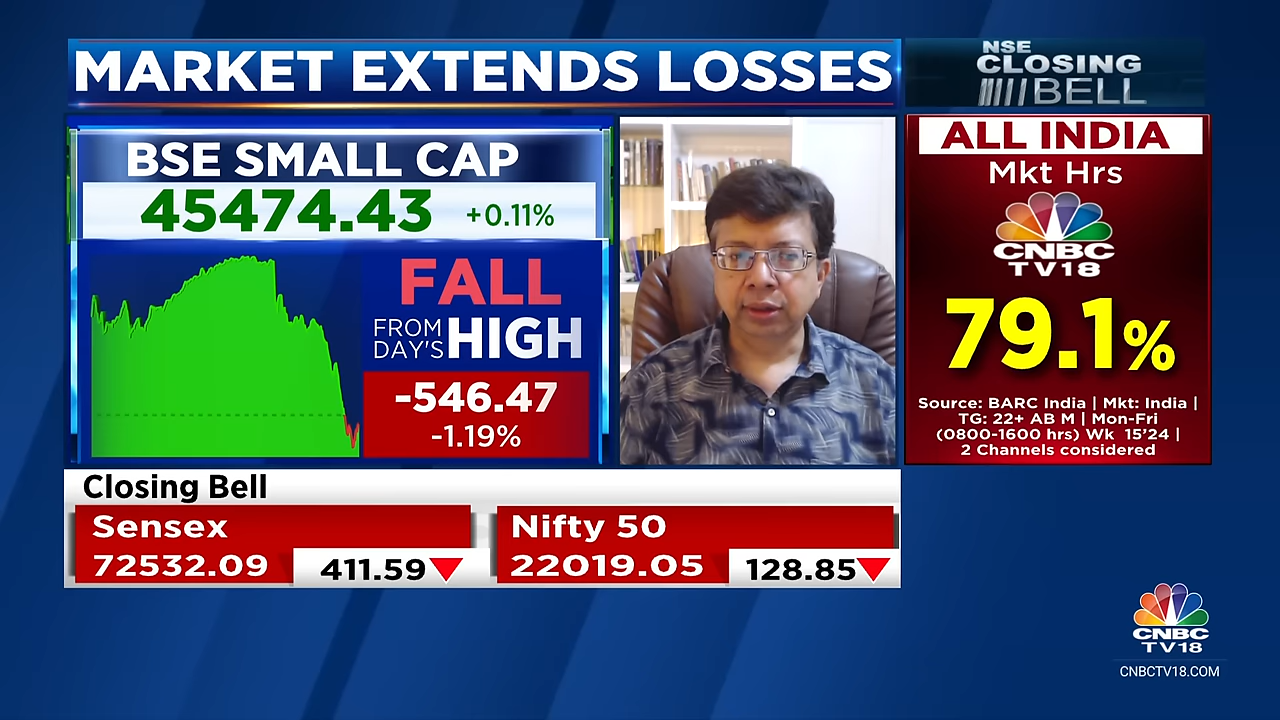 MARKET EXTENDS LOSSES
NSE
CLOSING
BELL
BSE SMALL CAP
45474.43 +0.11%
FALL
FROM
DAY'S HIGH
-546.47
-1.19%
ALL INDIA
Mkt Hrs
CNBC
TV18
79.1%
Source: BARC India | Mkt: India |
TG: 22+ AB M | Mon-Fri
(0800-1600 hrs) Wk 15'24 |
2 Channels considered
Closing Bell
Sensex
72532.09 411.59
Nifty 50
22019.05 128.85
CNBC
TV18
CNBCTV18.COM